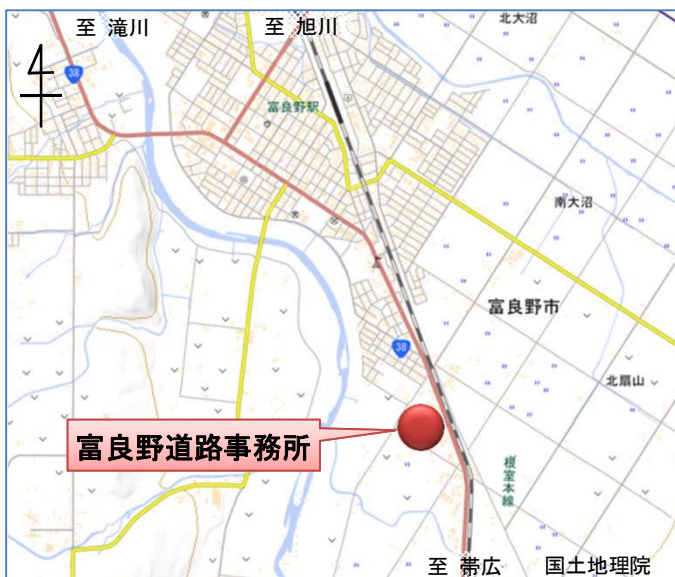 至 滝川
至 旭川
北大沼
38
富良野駅
南大沼
富良野市
38
北扇山
富良野道路事務所
根室本線
至 帯広
国土地理院